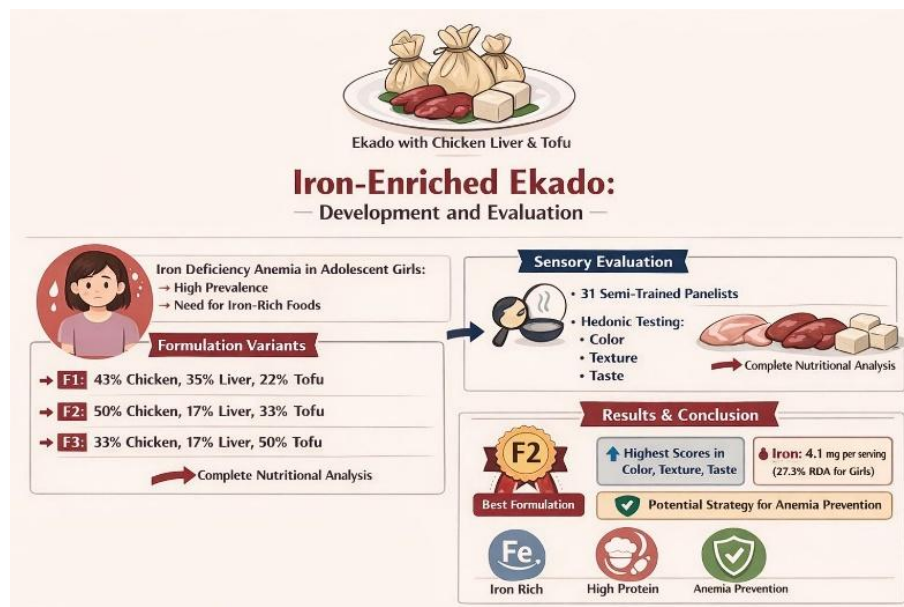 Ekado with Chicken Liver & Tofu
Iron-Enriched Ekado:
Development and Evaluation
Iron Deficiency Anemia in Adolescent Girls:
→ High Prevalence
→ Need for Iron-Rich Foods
Formulation Variants
F1: 43% Chicken, 35% Liver, 22% Tofu
F2: 50% Chicken, 17% Liver, 33% Tofu
F3: 33% Chicken, 17% Liver, 50% Tofu
Complete Nutritional Analysis
Sensory Evaluation
• 31 Semi-Trained Panelists
• Hedonic Testing:
• Color
• Texture
• Taste
Complete Nutritional Analysis
Results & Conclusion
F2
Best Formulation
Highest Scores in
Color, Texture, Taste
Iron: 4.1 mg per serving
(27.3% RDA for Girls)
Potential Strategy for Anemia Prevention
Fe
Iron Rich
High Protein
Anemia Prevention